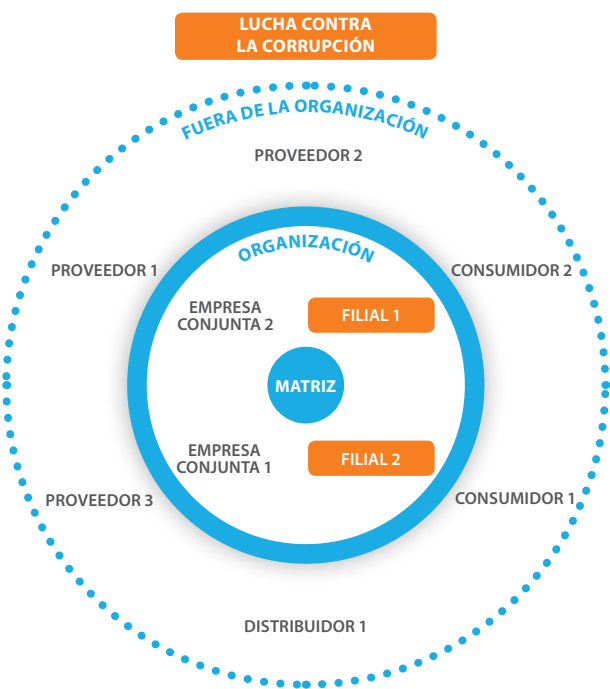 LUCHA CONTRA
LA CORRUPCIÓN
FUERA DE LA ORGANIZACIÓN
PROVEEDOR 2
ORGANIZACIÓN
PROVEEDOR 1
CONSUMIDOR 2
EMPRESA
CONJUNTA 2
FILIAL 1
MATRIZ
EMPRESA
CONJUNTA 1
FILIAL 2
PROVEEDOR 3
CONSUMIDOR 1
DISTRIBUIDOR 1